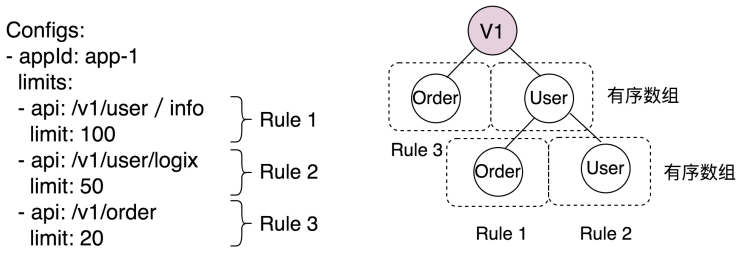 Configs:
- appId: app-1
limits:
- api: /v1/user / info
limit: 100
Rule 1
- api: /v1/user/logix
limit: 50
Rule 2
- api: /v1/order
limit: 20
Rule 3
V1
Order
User
有序数组
Rule 3
Order
User
有序数组
Rule 1
Rule 2